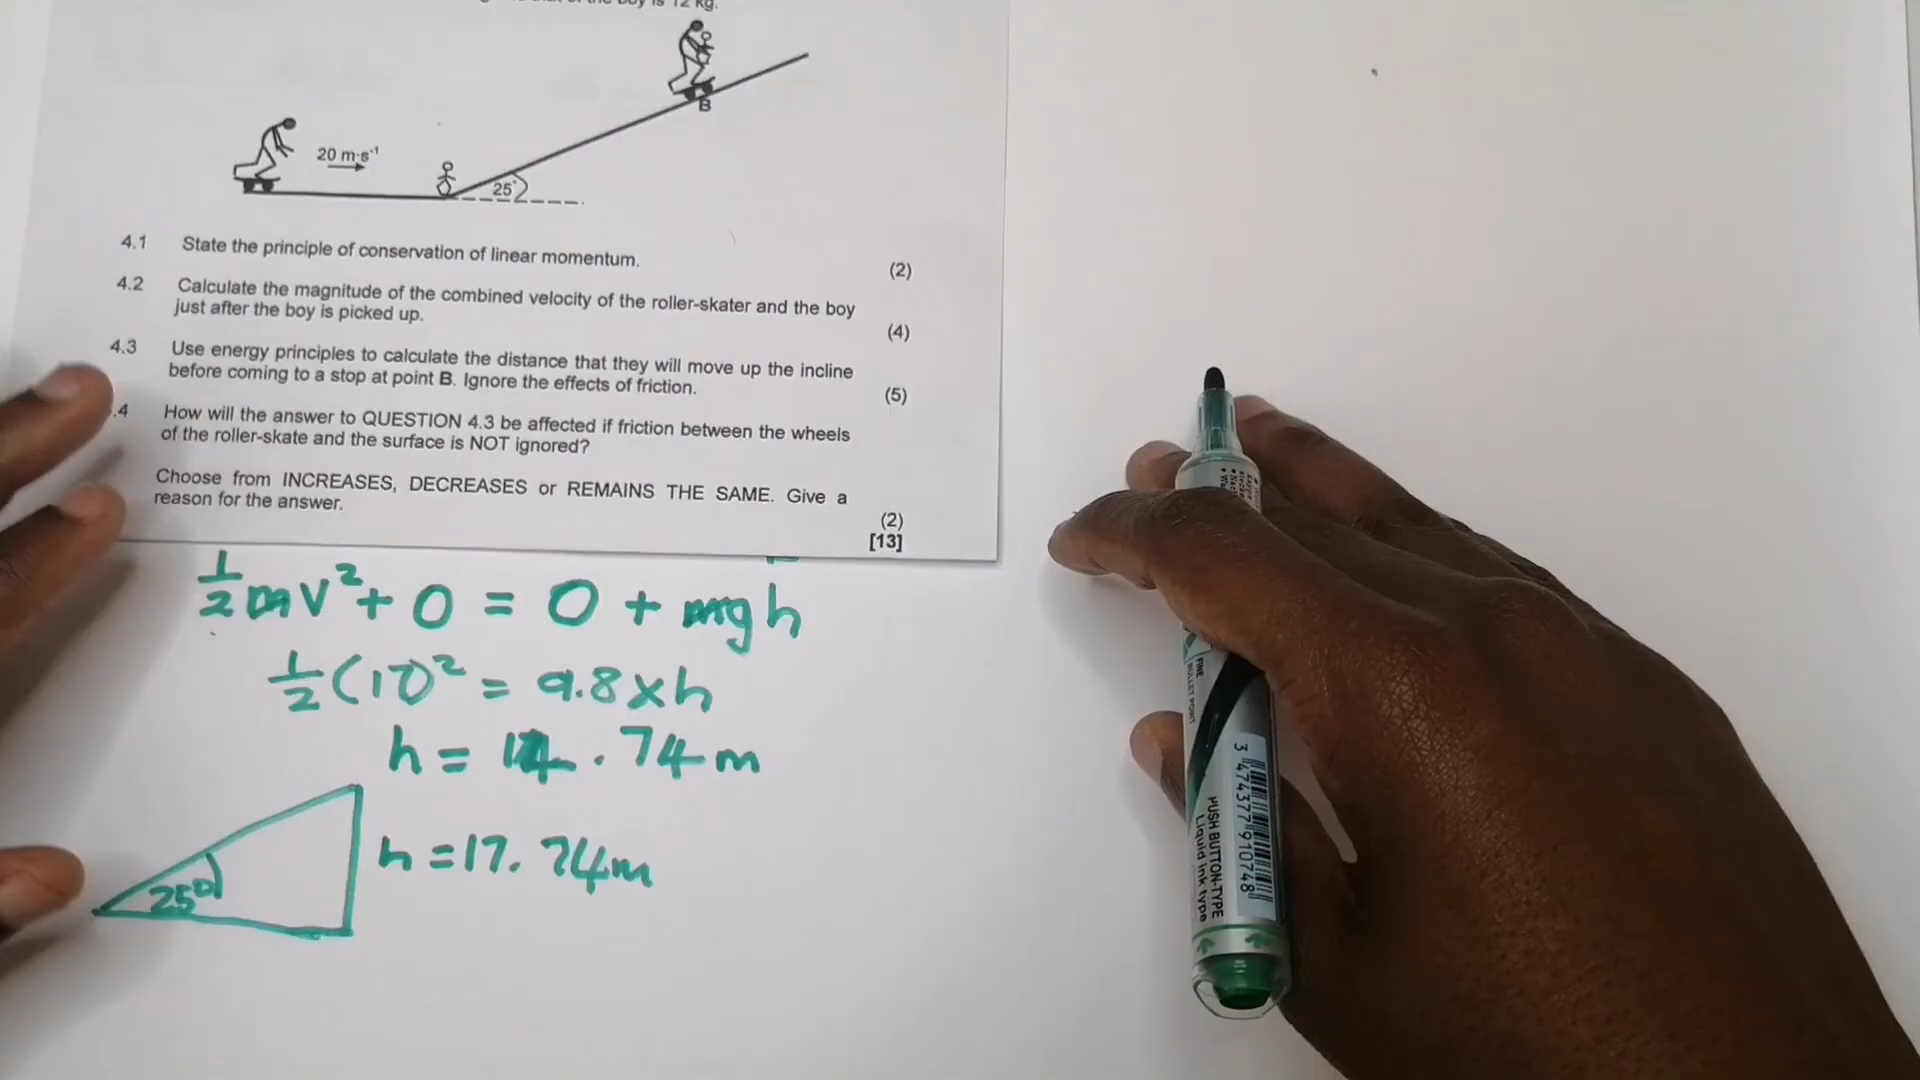 the boy is 12 kg.
20 m·s⁻¹
B
25°
4.1 State the principle of conservation of linear momentum. (2)
4.2 Calculate the magnitude of the combined velocity of the roller-skater and the boy
just after the boy is picked up. (4)
4.3 Use energy principles to calculate the distance that they will move up the incline
before coming to a stop at point B. Ignore the effects of friction. (5)
.4 How will the answer to QUESTION 4.3 be affected if friction between the wheels
of the roller-skate and the surface is NOT ignored?
Choose from INCREASES, DECREASES or REMAINS THE SAME. Give a
reason for the answer. (2)
[13]
½mv² + 0 = 0 + mgh
= 9.8 × h
.74 m
h = 17.74m
25°
FINE
BULLET POINT
PUSH BUTTON-TYPE
Liquid ink type
3 474377 910748